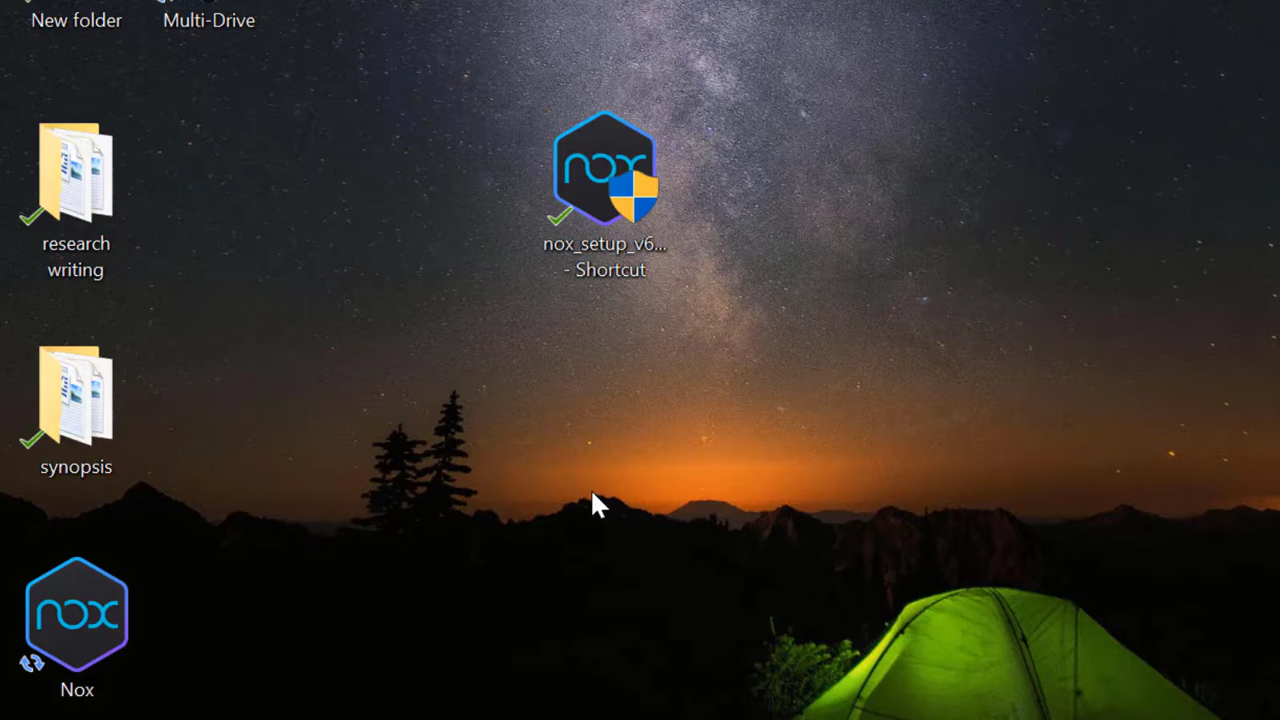 New folder
Multi-Drive
nox
nox_setup_v6...
- Shortcut
research
writing
synopsis
nox
Nox